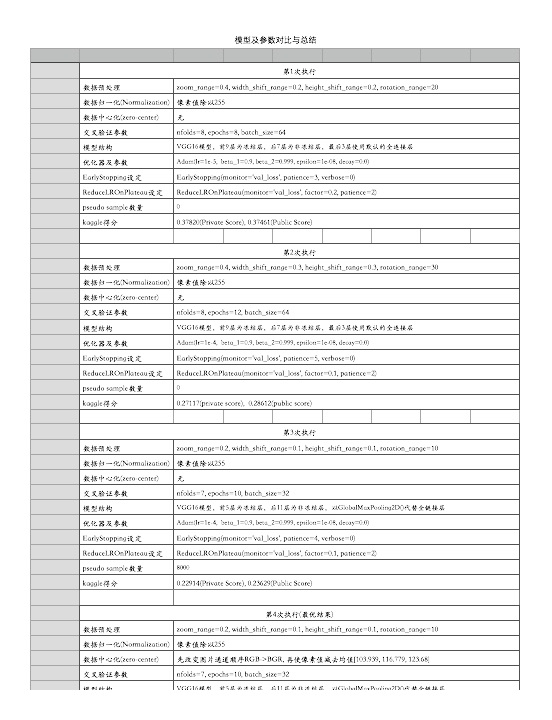 模型及参数对比与总结
第1次执行
数据预处理 zoom_range=0.4, width_shift_range=0.2, height_shift_range=0.2, rotation_range=20
数据归一化(Normalization) 像素值除以255
数据中心化(zero-center) 无
交叉验证参数 nfolds=8, epochs=8, batch_size=64
模型结构 VGG16模型，前9层为冻结层，后7层为非冻结层，最后3层使用默认的全连接层
优化器及参数 Adam(lr=1e-5, beta_1=0.9, beta_2=0.999, epsilon=1e-08, decay=0.0)
EarlyStopping设定 EarlyStopping(monitor='val_loss', patience=3, verbose=0)
ReduceLROnPlateau设定 ReduceLROnPlateau(monitor='val_loss', factor=0.2, patience=2)
pseudo sample数量 0
kaggle得分 0.37820(Private Score), 0.37461(Public Score)
第2次执行
数据预处理 zoom_range=0.4, width_shift_range=0.3, height_shift_range=0.3, rotation_range=30
数据归一化(Normalization) 像素值除以255
数据中心化(zero-center) 无
交叉验证参数 nfolds=8, epochs=12, batch_size=64
模型结构 VGG16模型，前9层为冻结层，后7层为非冻结层，最后3层使用默认的全连接层
优化器及参数 Adam(lr=1e-4, beta_1=0.9, beta_2=0.999, epsilon=1e-08, decay=0.0)
EarlyStopping设定 EarlyStopping(monitor='val_loss', patience=5, verbose=0)
ReduceLROnPlateau设定 ReduceLROnPlateau(monitor='val_loss', factor=0.1, patience=2)
pseudo sample数量 0
kaggle得分 0.27117(private score), 0.28612(public score)
第3次执行
数据预处理 zoom_range=0.2, width_shift_range=0.1, height_shift_range=0.1, rotation_range=10
数据归一化(Normalization) 像素值除以255
数据中心化(zero-center) 无
交叉验证参数 nfolds=7, epochs=10, batch_size=32
模型结构 VGG16模型，前5层为冻结层，后11层为非冻结层，以GlobalMaxPooling2D()代替全链接层
优化器及参数 Adam(lr=1e-4, beta_1=0.9, beta_2=0.999, epsilon=1e-08, decay=0.0)
EarlyStopping设定 EarlyStopping(monitor='val_loss', patience=4, verbose=0)
ReduceLROnPlateau设定 ReduceLROnPlateau(monitor='val_loss', factor=0.1, patience=2)
pseudo sample数量 8000
kaggle得分 0.22914(Private Score), 0.23629(Public Score)
第4次执行(最优结果)
数据预处理 zoom_range=0.2, width_shift_range=0.1, height_shift_range=0.1, rotation_range=10
数据归一化(Normalization) 像素值除以255
数据中心化(zero-center) 先改变图片通道顺序RGB->BGR, 再使像素值减去均值[103.939, 116.779, 123.68]
交叉验证参数 nfolds=7, epochs=10, batch_size=32
模型结构 VGG16模型，前5层为冻结层，后11层为非冻结层，以GlobalMaxPooling2D()代替全链接层